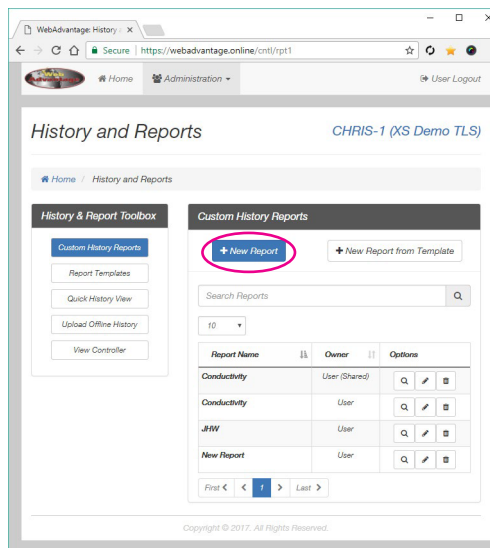 WebAdvantage: History a
Secure | https://webadvantage.online/cntl/rpt1
Home Administration User Logout
History and Reports CHRIS-1 (XS Demo TLS)
Home / History and Reports
History & Report Toolbox
Custom History Reports
Report Templates
Quick History View
Upload Offline History
View Controller
Custom History Reports
+ New Report + New Report from Template
Search Reports
10
Report Name Owner Options
Conductivity User (Shared)
Conductivity User
JHW User
New Report User
First < < 1 > Last >
Copyright © 2017. All Rights Reserved.